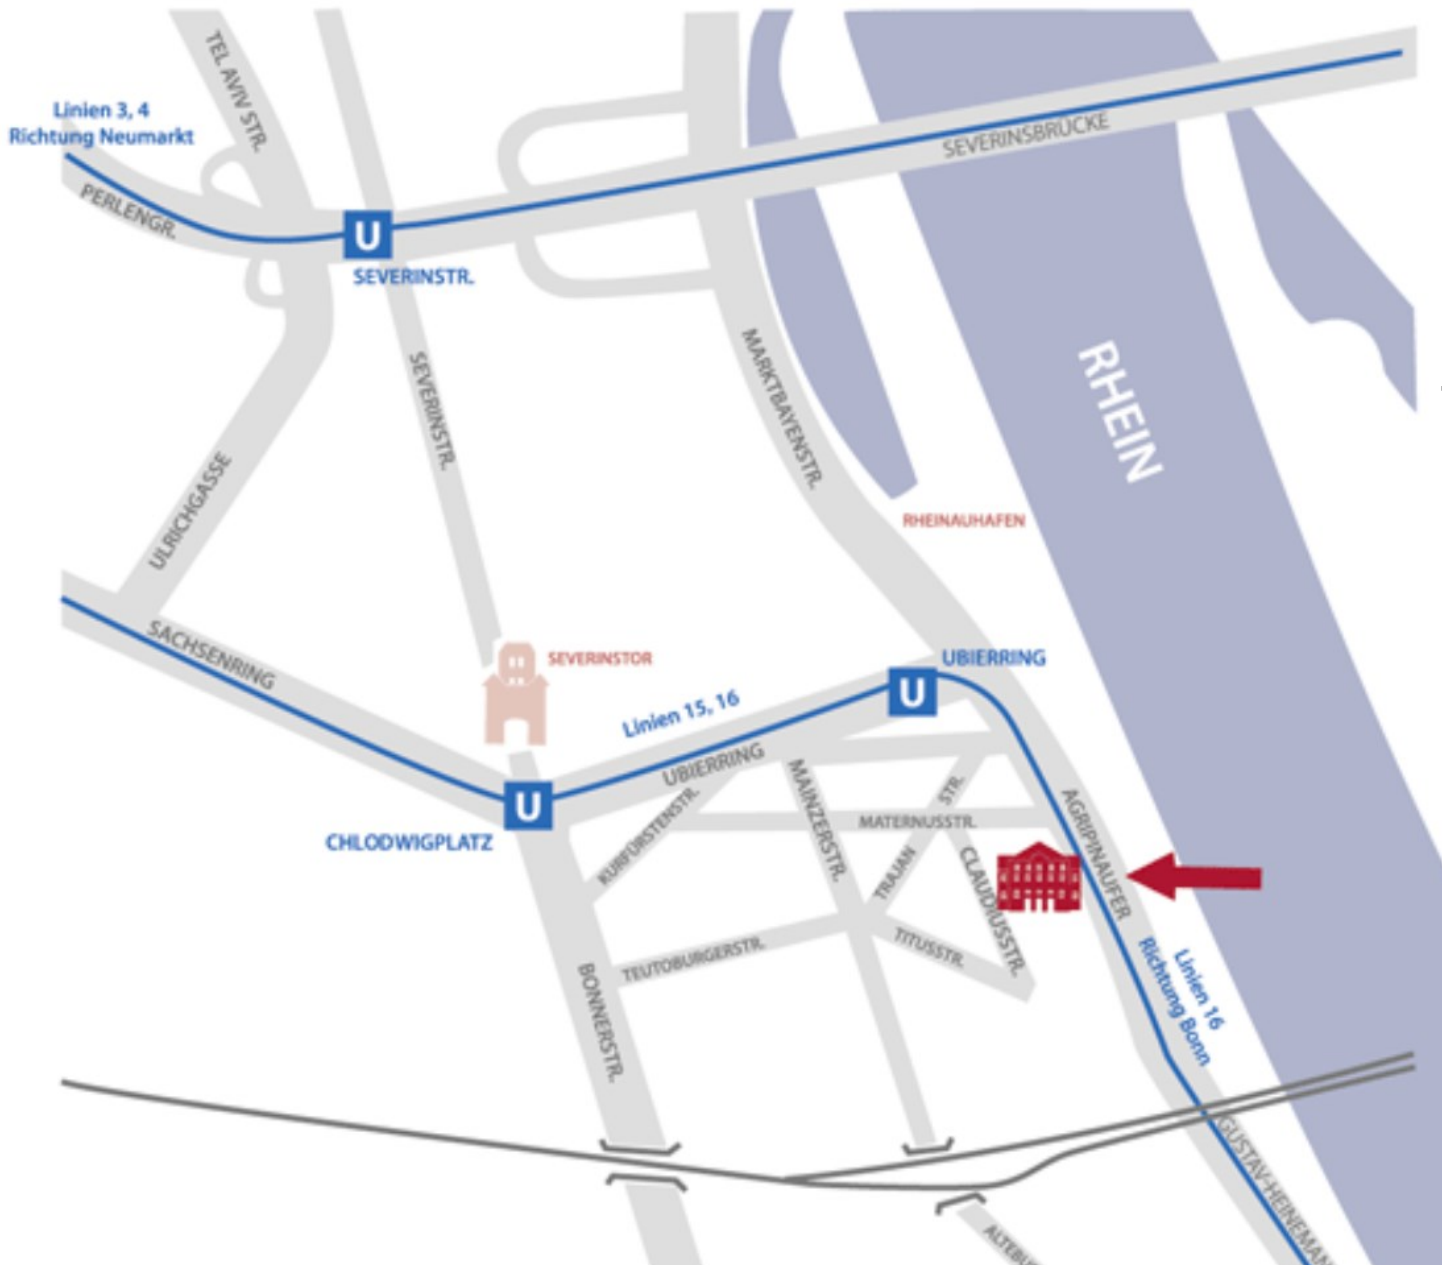 TEL AVIV STR.
Linien 3, 4
Richtung Neumarkt
PERLENGR.
U
SEVERINSTR.
SEVERINSBRÜCKE
SEVERINSTR.
MARKTBAYENSTR.
RHEIN
ULRICHGASSE
RHEINAUHAFEN
SACHSENRING
SEVERINSTOR
UBIERRING
U
Linien 15, 16
UBIERRING
U
CHLODWIGPLATZ
KURFÜRSTENSTR.
MAINZERSTR.
TRAJAN STR.
MATERNUSSTR.
CLAUDIUSSTR.
AGRIPINAUFER
TEUTOBURGERSTR.
TITUSSTR.
BONNERSTR.
Linien 16
Richtung Bonn
GUSTAV-HEINEMAN
ALTEBU